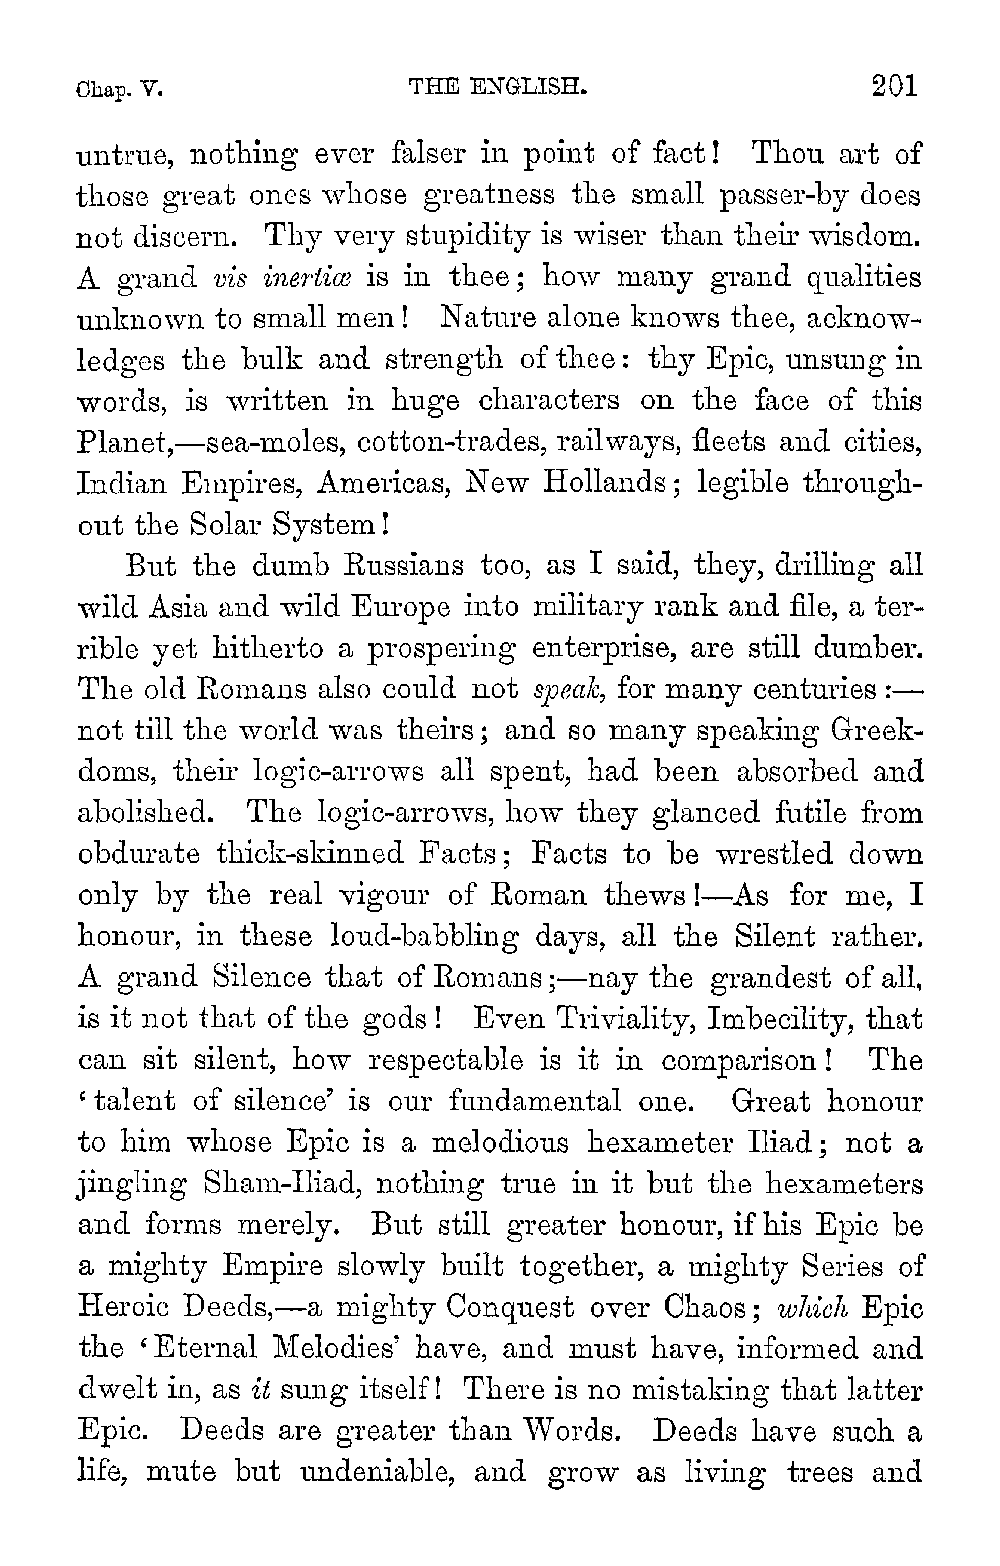 Chap. V. THE ENGLISH. 201
untrue, nothing ever falser in point of fact! Thou art of
those great ones whose greatness the small passer-by does
not discern. Thy very stupidity is wiser than their wisdom.
A grand vis inertiæ is in thee; how many grand qualities
unknown to small men! Nature alone knows thee, acknow-
ledges the bulk and strength of thee: thy Epic, unsung in
words, is written in huge characters on the face of this
Planet,—sea-moles, cotton-trades, railways, fleets and cities,
Indian Empires, Americas, New Hollands; legible through-
out the Solar System!
But the dumb Russians too, as I said, they, drilling all
wild Asia and wild Europe into military rank and file, a ter-
rible yet hitherto a prospering enterprise, are still dumber.
The old Romans also could not speak, for many centuries:—
not till the world was theirs; and so many speaking Greek-
doms, their logic-arrows all spent, had been absorbed and
abolished. The logic-arrows, how they glanced futile from
obdurate thick-skinned Facts; Facts to be wrestled down
only by the real vigour of Roman thews!—As for me, I
honour, in these loud-babbling days, all the Silent rather.
A grand Silence that of Romans;—nay the grandest of all,
is it not that of the gods! Even Triviality, Imbecility, that
can sit silent, how respectable is it in comparison! The
‘talent of silence’ is our fundamental one. Great honour
to him whose Epic is a melodious hexameter Iliad; not a
jingling Sham-Iliad, nothing true in it but the hexameters
and forms merely. But still greater honour, if his Epic be
a mighty Empire slowly built together, a mighty Series of
Heroic Deeds,—a mighty Conquest over Chaos; which Epic
the ‘Eternal Melodies’ have, and must have, informed and
dwelt in, as it sung itself! There is no mistaking that latter
Epic. Deeds are greater than Words. Deeds have such a
life, mute but undeniable, and grow as living trees and